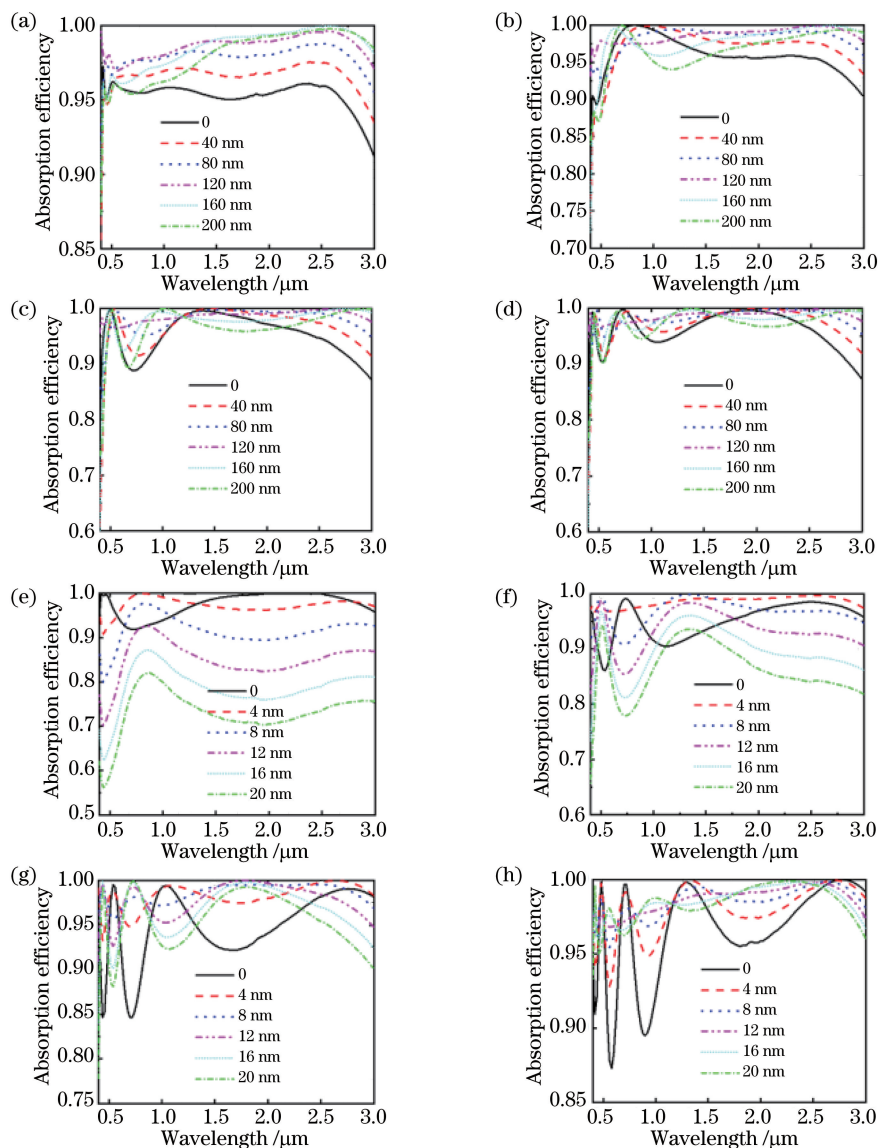 (a)
Absorption efficiency
1.00
0.95
0.90
0.85
0
40 nm
80 nm
120 nm
160 nm
200 nm
0.5 1.0 1.5 2.0 2.5 3.0
Wavelength /μm
(b)
Absorption efficiency
1.00
0.95
0.90
0.85
0.80
0.75
0.70
0
40 nm
80 nm
120 nm
160 nm
200 nm
0.5 1.0 1.5 2.0 2.5 3.0
Wavelength /μm
(c)
Absorption efficiency
1.0
0.9
0.8
0.7
0.6
0
40 nm
80 nm
120 nm
160 nm
200 nm
0.5 1.0 1.5 2.0 2.5 3.0
Wavelength /μm
(d)
Absorption efficiency
1.0
0.9
0.8
0.7
0.6
0
40 nm
80 nm
120 nm
160 nm
200 nm
0.5 1.0 1.5 2.0 2.5 3.0
Wavelength /μm
(e)
Absorption efficiency
1.0
0.9
0.8
0.7
0.6
0.5
0
4 nm
8 nm
12 nm
16 nm
20 nm
0.5 1.0 1.5 2.0 2.5 3.0
Wavelength /μm
(f)
Absorption efficiency
1.0
0.9
0.8
0.7
0.6
0
4 nm
8 nm
12 nm
16 nm
20 nm
0.5 1.0 1.5 2.0 2.5 3.0
Wavelength /μm
(g)
Absorption efficiency
1.00
0.95
0.90
0.85
0.80
0.75
0
4 nm
8 nm
12 nm
16 nm
20 nm
0.5 1.0 1.5 2.0 2.5 3.0
Wavelength /μm
(h)
Absorption efficiency
1.00
0.95
0.90
0.85
0
4 nm
8 nm
12 nm
16 nm
20 nm
0.5 1.0 1.5 2.0 2.5 3.0
Wavelength /μm